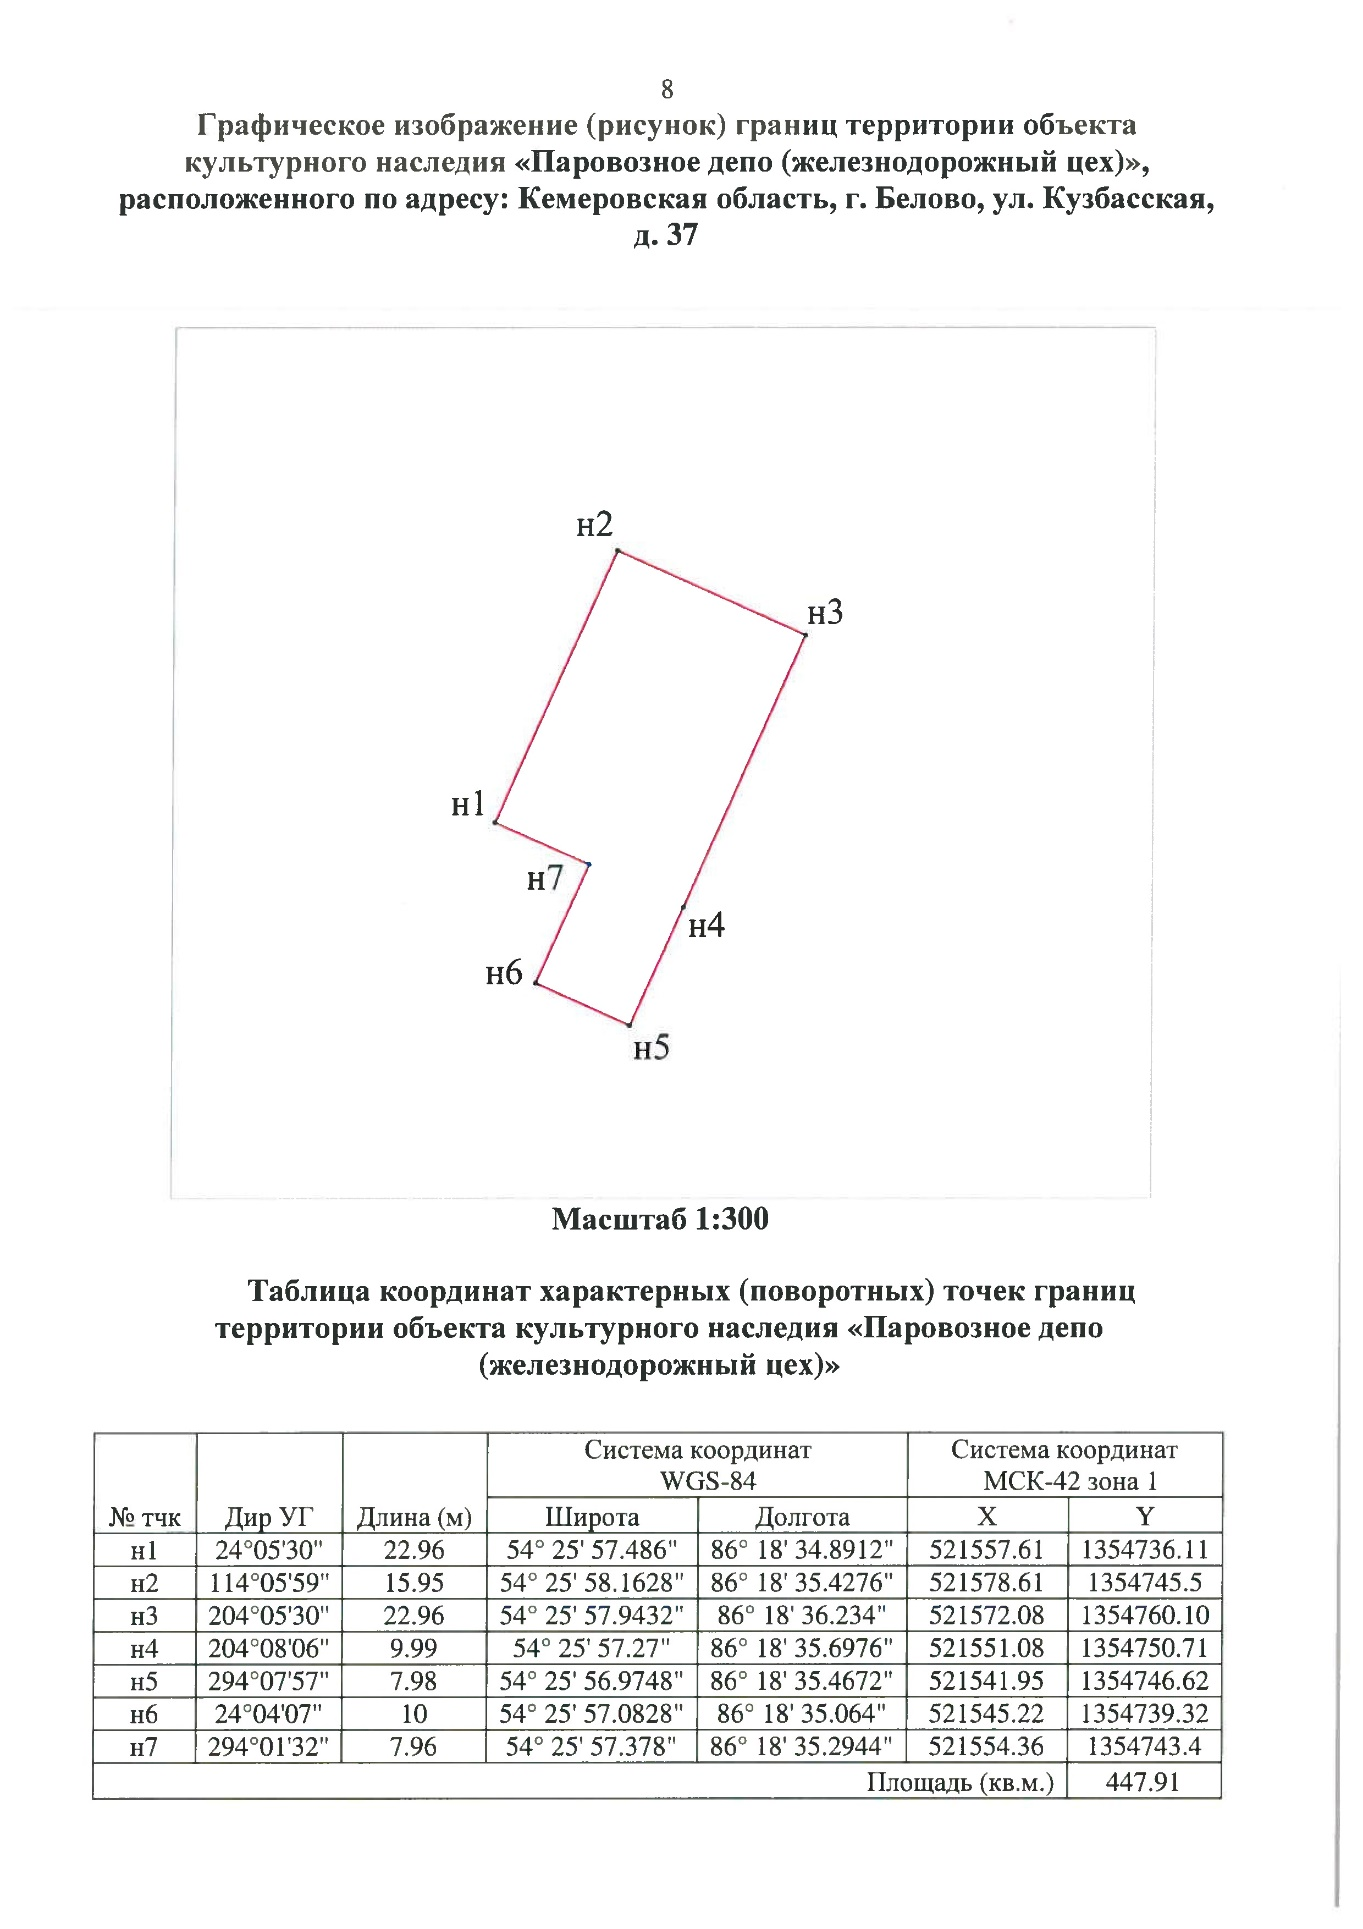 8
Графическое изображение (рисунок) границ территории объекта
культурного наследия «Паровозное депо (железнодорожный цех)»,
расположенного по адресу: Кемеровская область, г. Белово, ул. Кузбасская,
д. 37
н2
н3
н1
н7
н4
н6
н5
Масштаб 1:300
Таблица координат характерных (поворотных) точек границ
территории объекта культурного наследия «Паровозное депо
(железнодорожный цех)»
№ тчк Дир УГ Длина (м) Система координат WGS-84 Система координат МСК-42 зона 1
Широта Долгота X Y
н1 24°05'30" 22.96 54° 25' 57.486" 86° 18' 34.8912" 521557.61 1354736.11
н2 114°05'59" 15.95 54° 25' 58.1628" 86° 18' 35.4276" 521578.61 1354745.5
н3 204°05'30" 22.96 54° 25' 57.9432" 86° 18' 36.234" 521572.08 1354760.10
н4 204°08'06" 9.99 54° 25' 57.27" 86° 18' 35.6976" 521551.08 1354750.71
н5 294°07'57" 7.98 54° 25' 56.9748" 86° 18' 35.4672" 521541.95 1354746.62
н6 24°04'07" 10 54° 25' 57.0828" 86° 18' 35.064" 521545.22 1354739.32
н7 294°01'32" 7.96 54° 25' 57.378" 86° 18' 35.2944" 521554.36 1354743.4
Площадь (кв.м.) 447.91